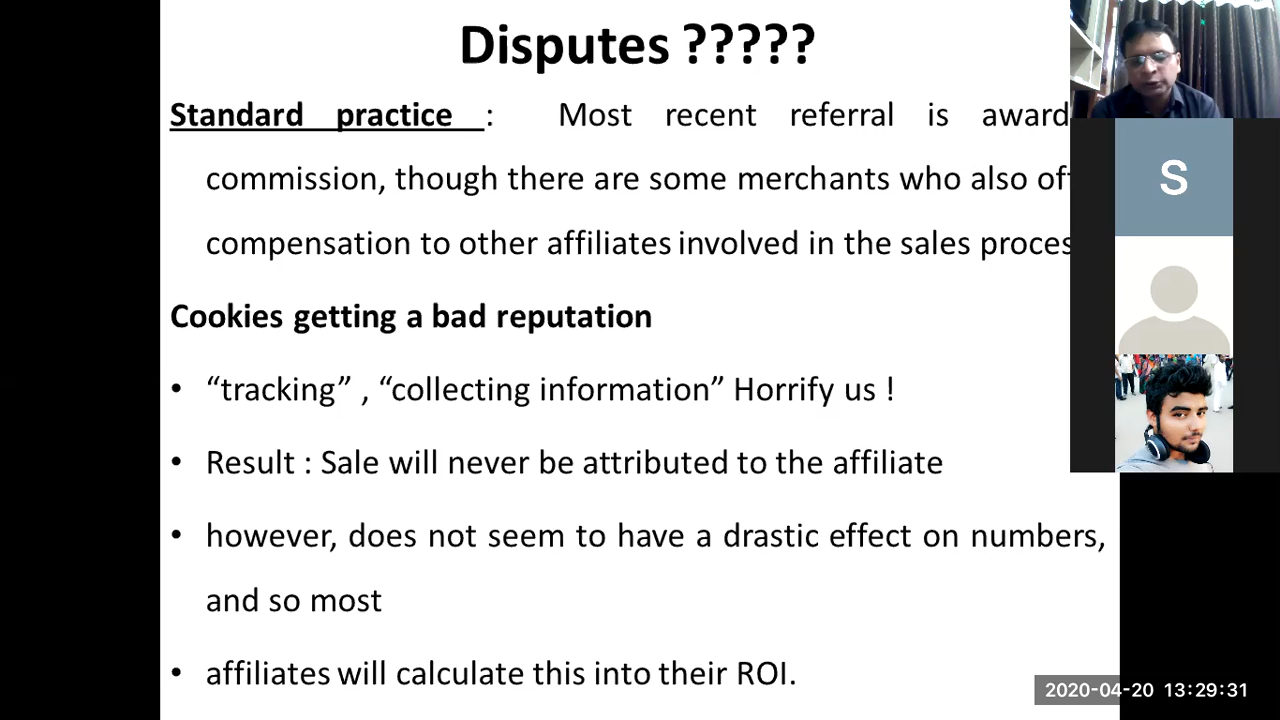 Disputes ?????
Standard practice : Most recent referral is award
commission, though there are some merchants who also of
compensation to other affiliates involved in the sales proces
Cookies getting a bad reputation
• “tracking” , “collecting information” Horrify us !
• Result : Sale will never be attributed to the affiliate
• however, does not seem to have a drastic effect on numbers,
and so most
• affiliates will calculate this into their ROI.
S
2020-04-20 13:29:31